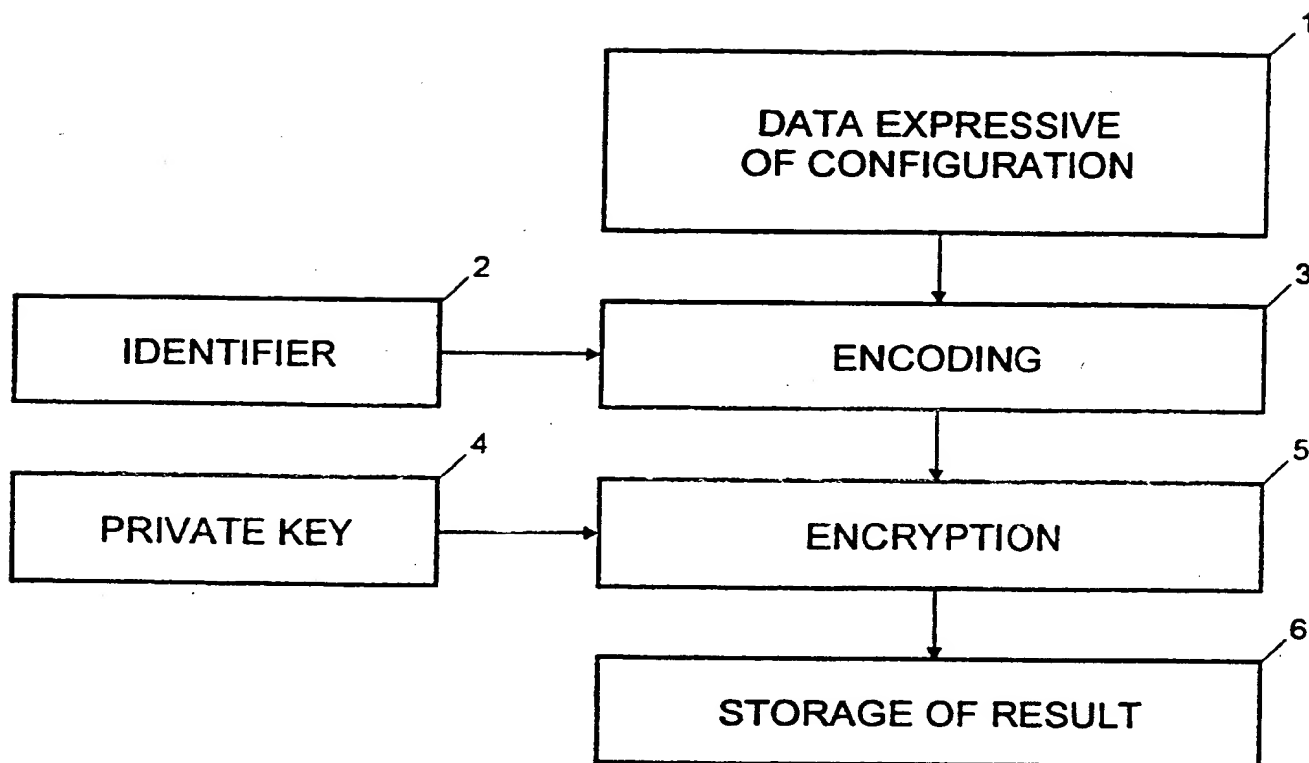 1
DATA EXPRESSIVE
OF CONFIGURATION
2
3
IDENTIFIER
ENCODING
4
5
PRIVATE KEY
ENCRYPTION
6
STORAGE OF RESULT